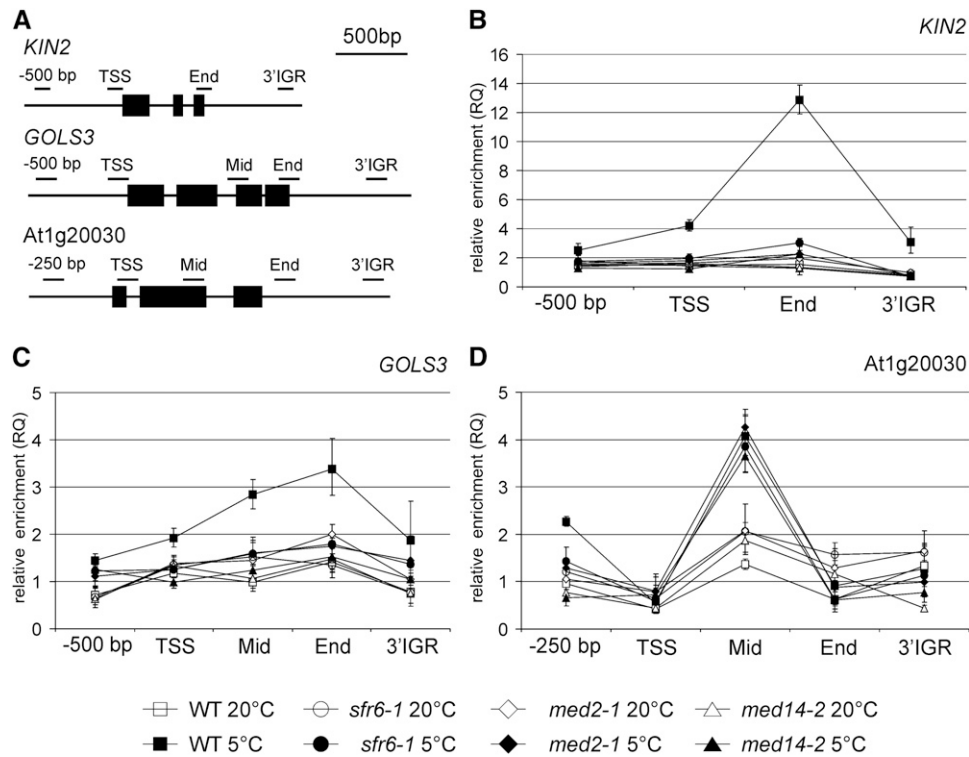 A
KIN2
500bp
-500 bp TSS End 3'IGR
GOLS3
-500 bp TSS Mid End 3'IGR
At1g20030
-250 bp TSS Mid End 3'IGR
B
KIN2
relative enrichment (RQ)
16
14
12
10
8
6
4
2
0
-500 bp TSS End 3'IGR
C
GOLS3
relative enrichment (RQ)
5
4
3
2
1
0
-500 bp TSS Mid End 3'IGR
D
At1g20030
relative enrichment (RQ)
5
4
3
2
1
0
-250 bp TSS Mid End 3'IGR
WT 20°C sfr6-1 20°C med2-1 20°C med14-2 20°C
WT 5°C sfr6-1 5°C med2-1 5°C med14-2 5°C